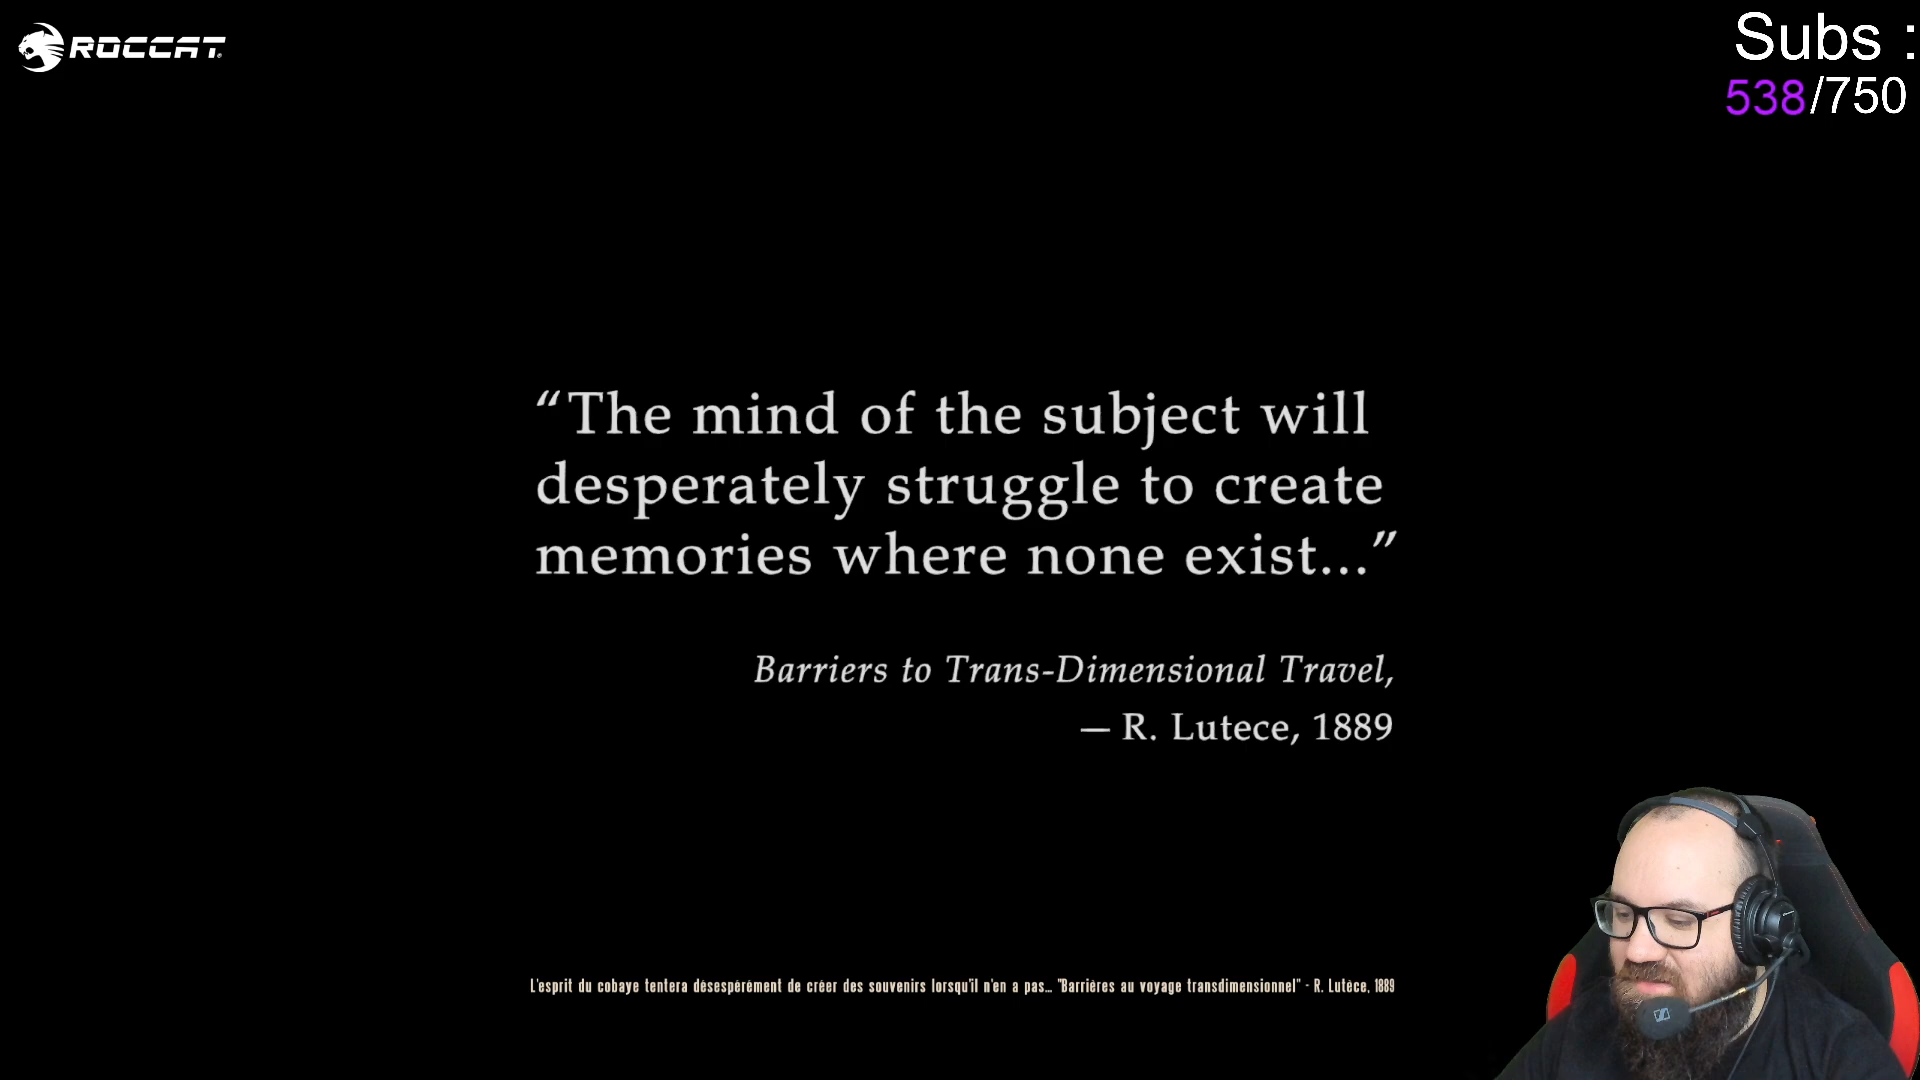 ROCCAT
Subs :
538/750
“The mind of the subject will
desperately struggle to create
memories where none exist...”
Barriers to Trans-Dimensional Travel,
— R. Lutece, 1889
L'esprit du cobaye tentera désespérément de créer des souvenirs lorsqu'il n'en a pas... "Barrières au voyage transdimensionnel" - R. Lutèce, 1889